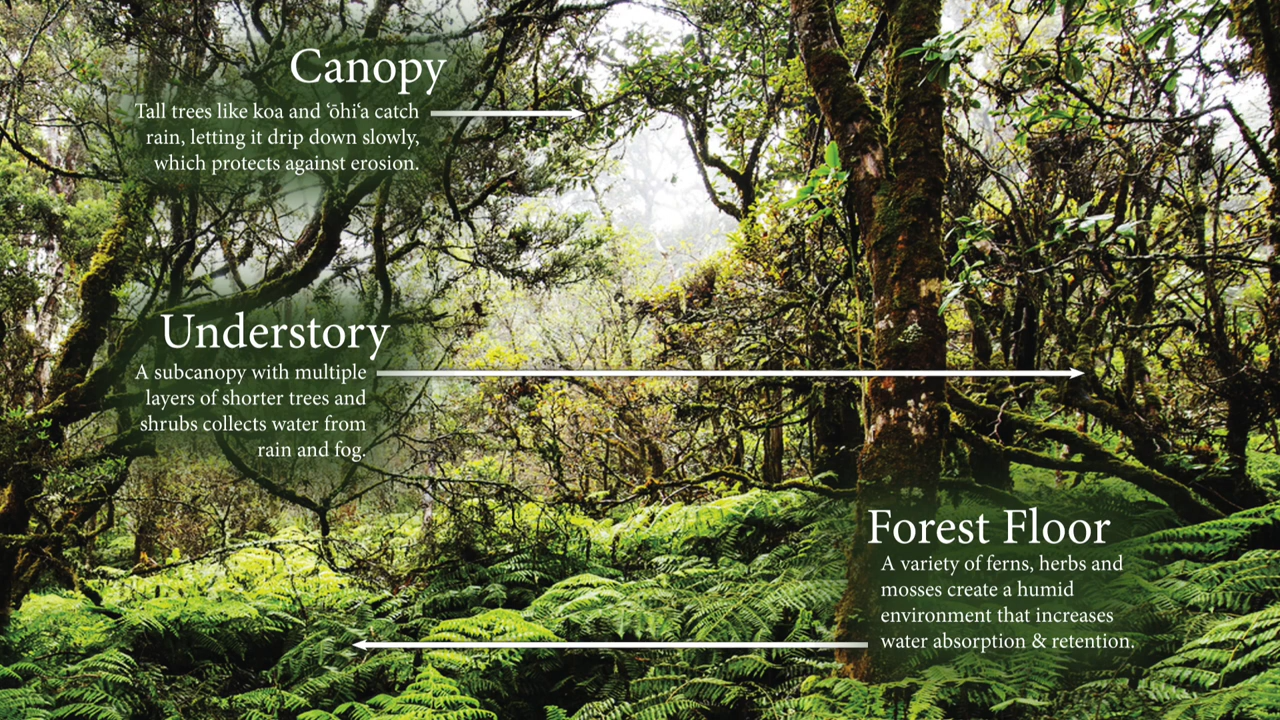 Canopy
Tall trees like koa and ʻōhiʻa catch
rain, letting it drip down slowly,
which protects against erosion.
Understory
A subcanopy with multiple
layers of shorter trees and
shrubs collects water from
rain and fog.
Forest Floor
A variety of ferns, herbs and
mosses create a humid
environment that increases
water absorption & retention.